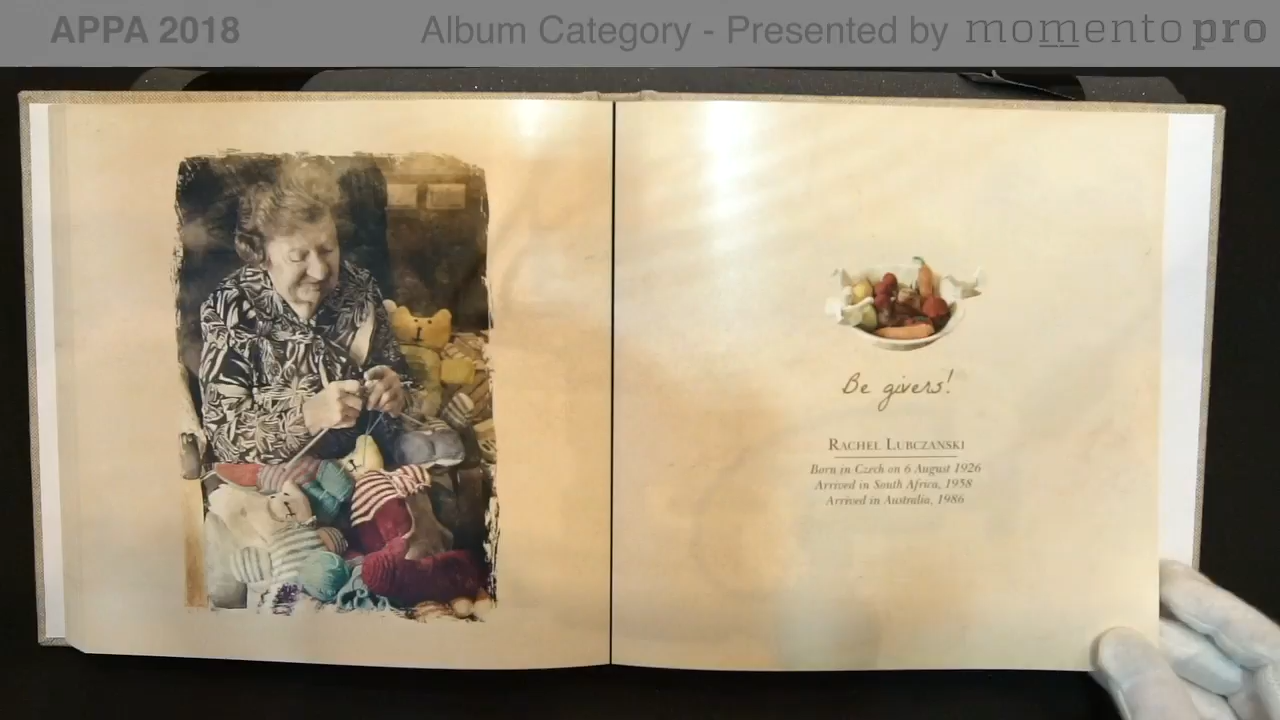 APPA 2018
Album Category - Presented by momento pro
Be givers!
Rachel Lubczanski
Born in Czech on 6 August 1926
Arrived in South Africa, 1958
Arrived in Australia, 1986